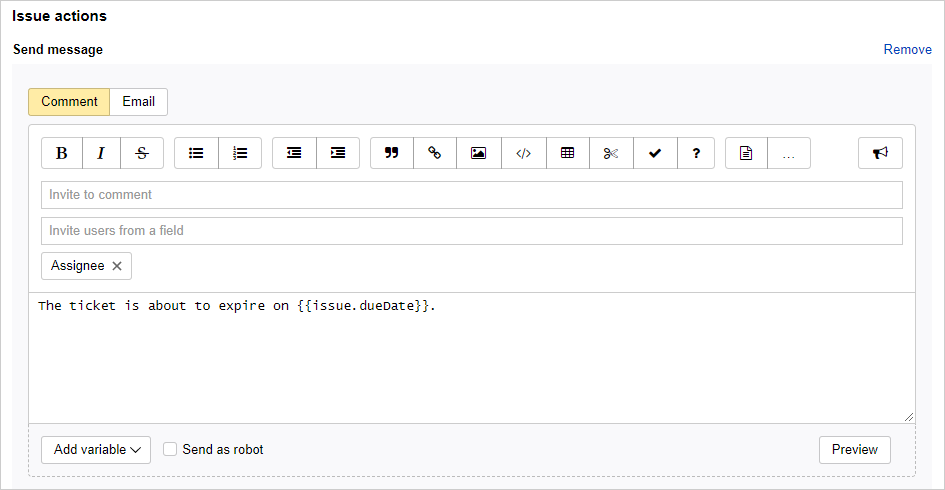 Issue actions
Send message Remove
Comment Email
B I S </> ? ...
Invite to comment
Invite users from a field
Assignee ×
The ticket is about to expire on {{issue.dueDate}}.
Add variable Send as robot Preview